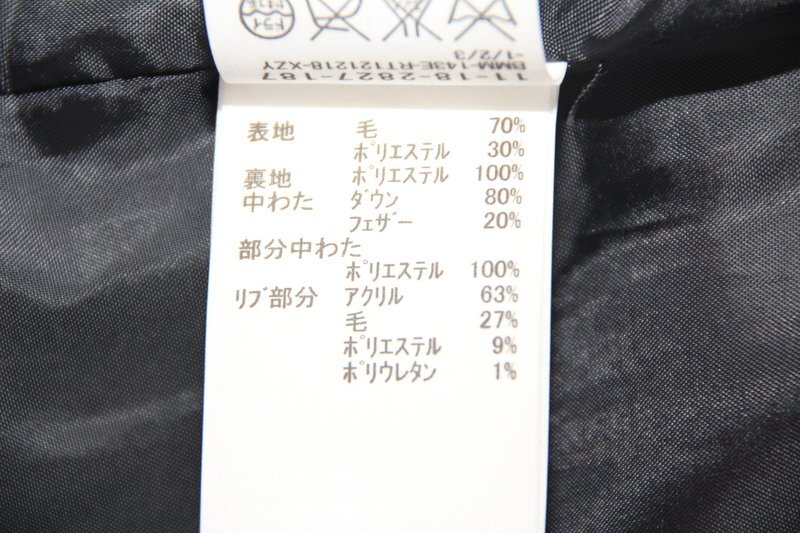 ドライ
11-18-2827-187
BMM-143E-RT121218-XZY
-1/2/3
表地 毛 70%
ポリエステル 30%
裏地 ポリエステル 100%
中わた ダウン 80%
フェザー 20%
部分中わた
ポリエステル 100%
リブ部分 アクリル 63%
毛 27%
ポリエステル 9%
ポリウレタン 1%